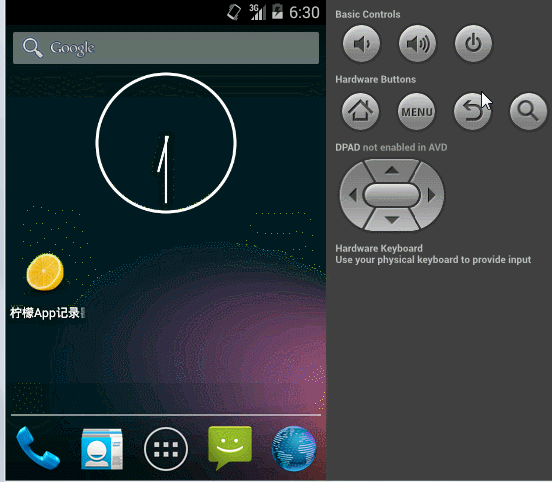 3G
6:30
Google
柠檬App记录
Basic Controls
Hardware Buttons
MENU
DPAD not enabled in AVD
Hardware Keyboard
Use your physical keyboard to provide input